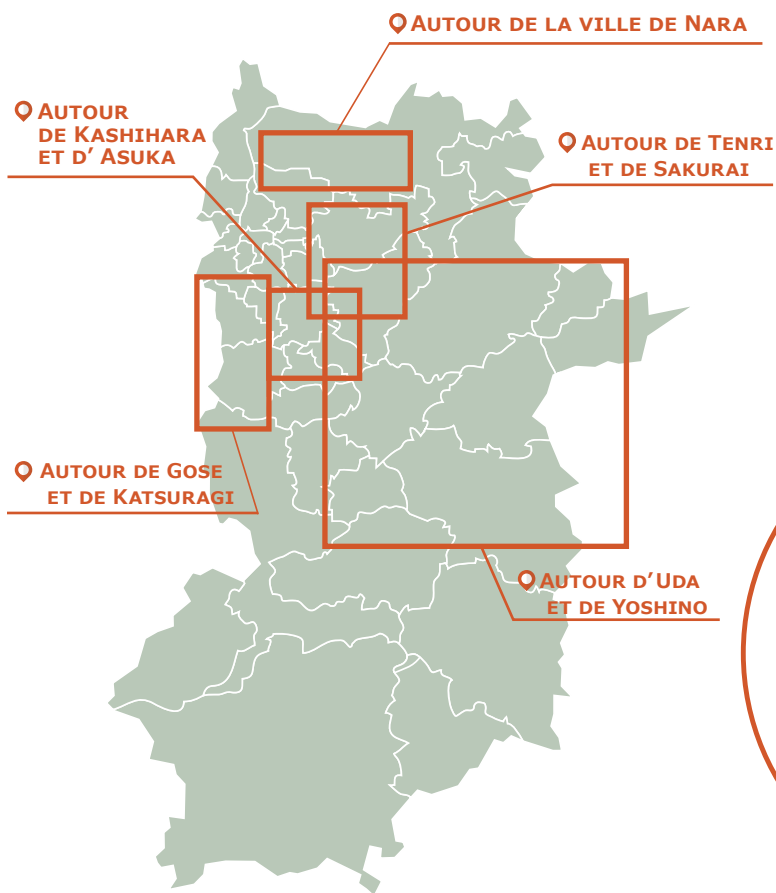 AUTOUR DE LA VILLE DE NARA
AUTOUR
DE KASHIHARA
ET D' ASUKA
AUTOUR DE TENRI
ET DE SAKURAI
AUTOUR DE GOSE
ET DE KATSURAGI
AUTOUR D'UDA
ET DE YOSHINO